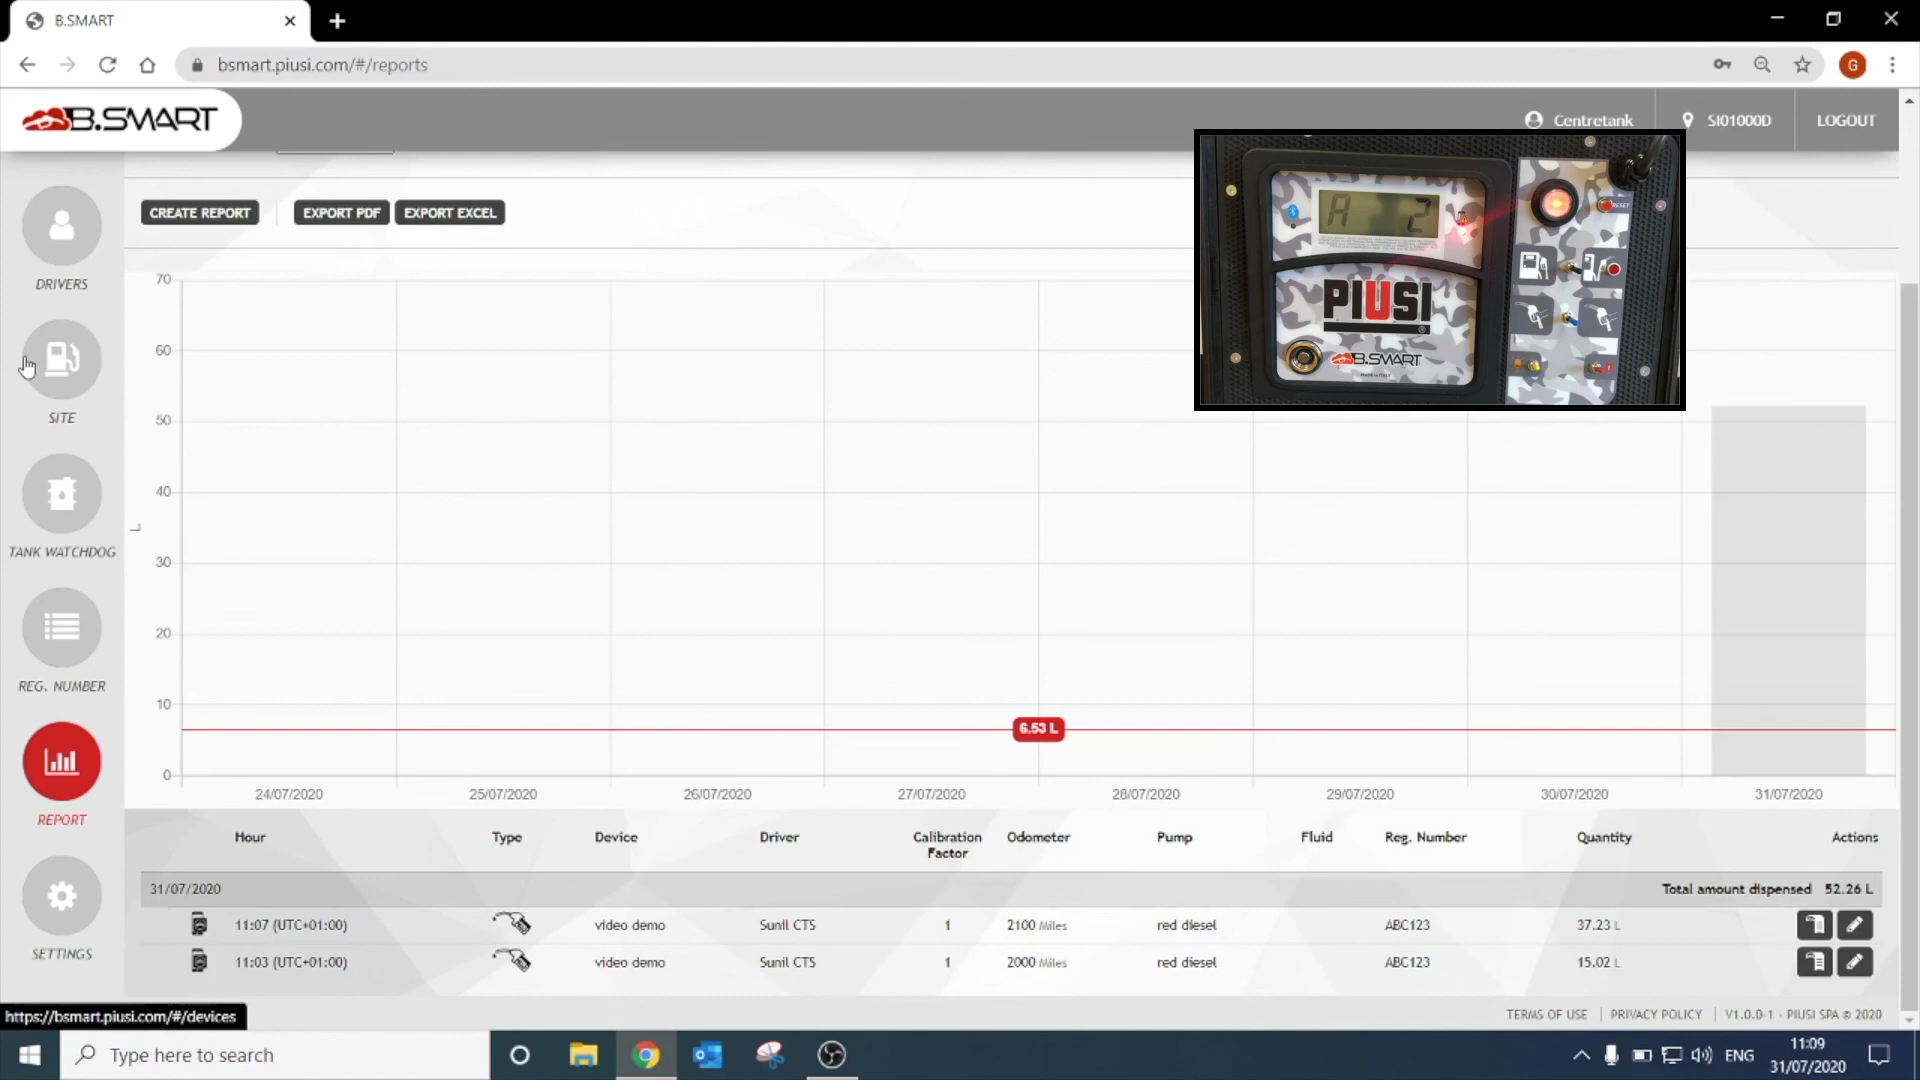 B.SMART
bsmart.piusi.com/#/reports
G
B.SMART
Centretank
SI01000D
LOGOUT
CREATE REPORT
EXPORT PDF
EXPORT EXCEL
A 2
RESET
PIUSI
B.SMART
MADE IN ITALY
DRIVERS
SITE
TANK WATCHDOG
REG. NUMBER
REPORT
SETTINGS
70
60
50
40
30
20
10
0
L
6.53 L
24/07/2020 25/07/2020 26/07/2020 27/07/2020 28/07/2020 29/07/2020 30/07/2020 31/07/2020
Hour Type Device Driver Calibration Factor Odometer Pump Fluid Reg. Number Quantity Actions
31/07/2020 Total amount dispensed 52.26 L
11:07 (UTC+01:00) video demo Sunil CTS 1 2100 Miles red diesel ABC123 37.23 L
11:03 (UTC+01:00) video demo Sunil CTS 1 2000 Miles red diesel ABC123 15.02 L
https://bsmart.piusi.com/#/devices
TERMS OF USE | PRIVACY POLICY | V1.0.0-1 - PIUSI SPA © 2020
Type here to search
ENG
11:09
31/07/2020